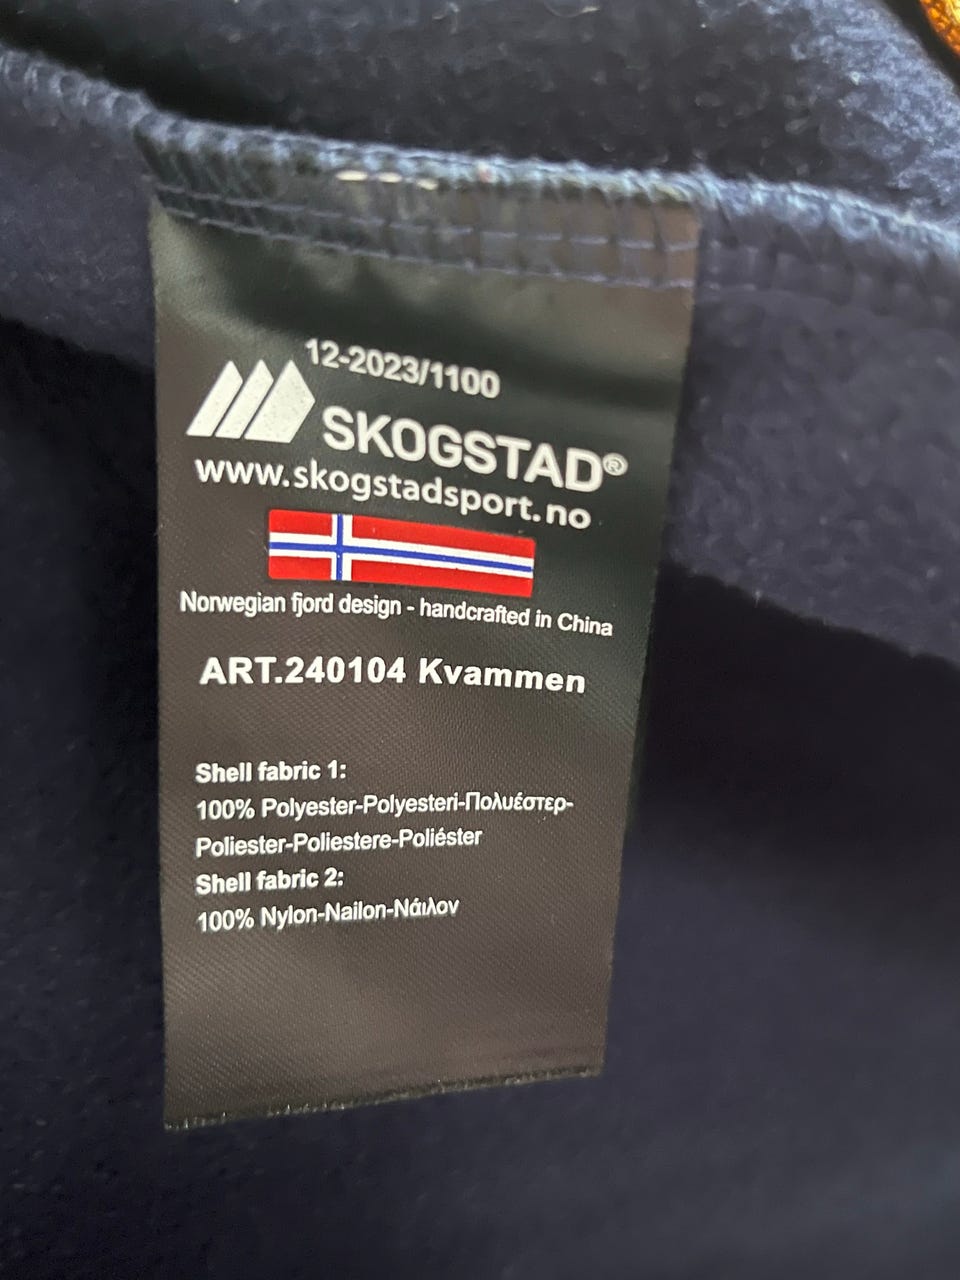 12-2023/1100
SKOGSTAD®
www.skogstadsport.no
Norwegian fjord design - handcrafted in China
ART.240104 Kvammen
Shell fabric 1:
100% Polyester-Polyesteri-Πολυέστερ-
Poliester-Poliestere-Poliéster
Shell fabric 2:
100% Nylon-Nailon-Νάιλον